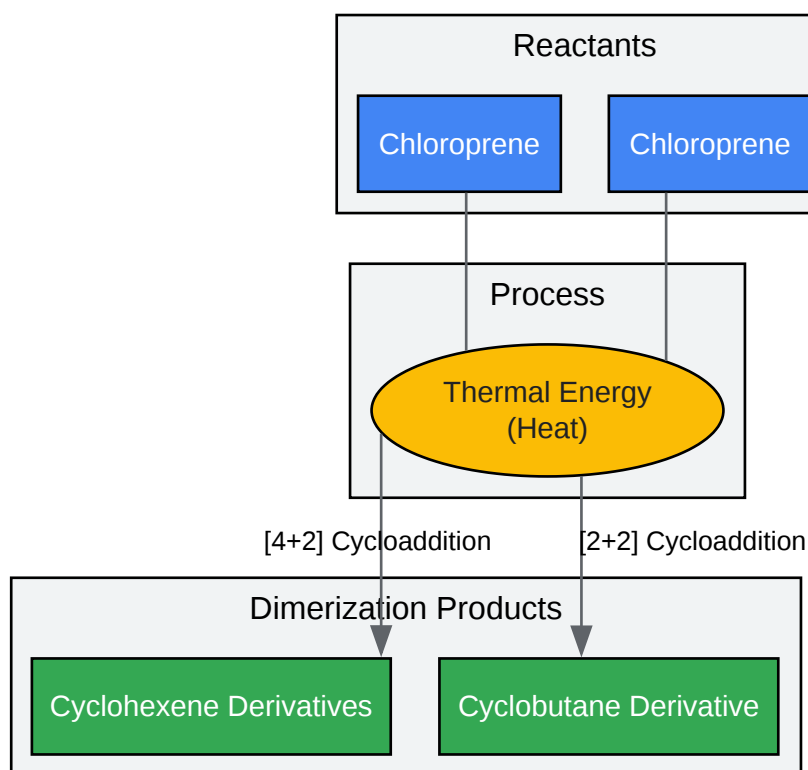 Reactants
Chloroprene
Chloroprene
Process
Thermal Energy
(Heat)
[4+2] Cycloaddition
[2+2] Cycloaddition
Dimerization Products
Cyclohexene Derivatives
Cyclobutane Derivative